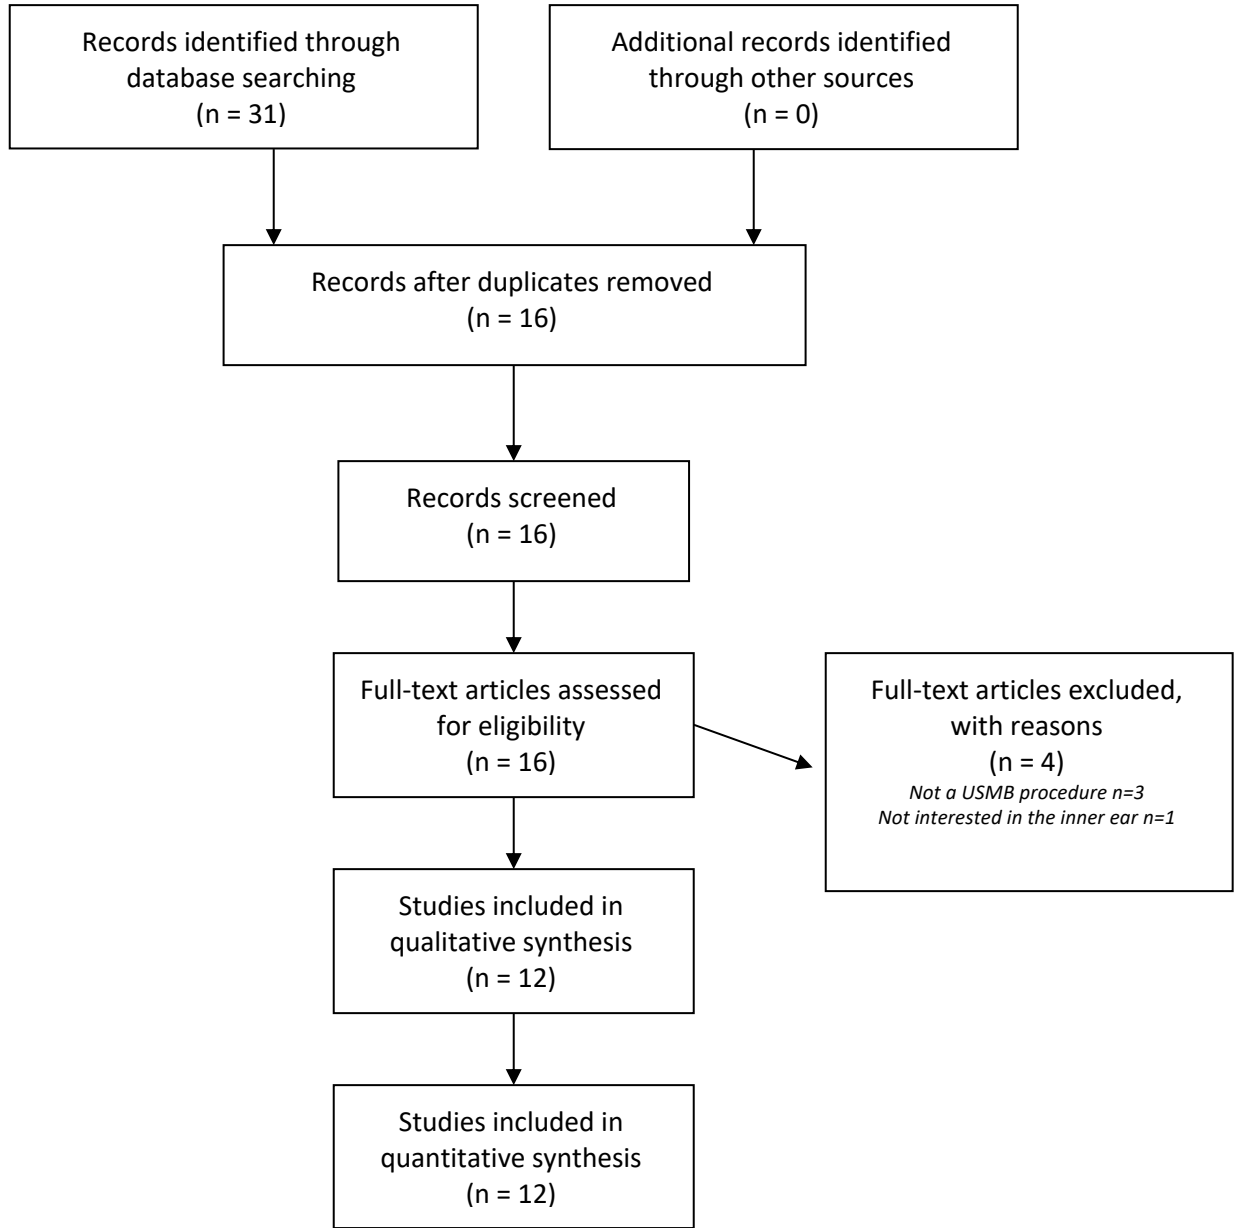 Records identified through
database searching
(n = 31)
Additional records identified
through other sources
(n = 0)
Records after duplicates removed
(n = 16)
Records screened
(n = 16)
Full-text articles assessed
for eligibility
(n = 16)
Full-text articles excluded,
with reasons
(n = 4)
Not a USMB procedure n=3
Not interested in the inner ear n=1
Studies included in
qualitative synthesis
(n = 12)
Studies included in
quantitative synthesis
(n = 12)